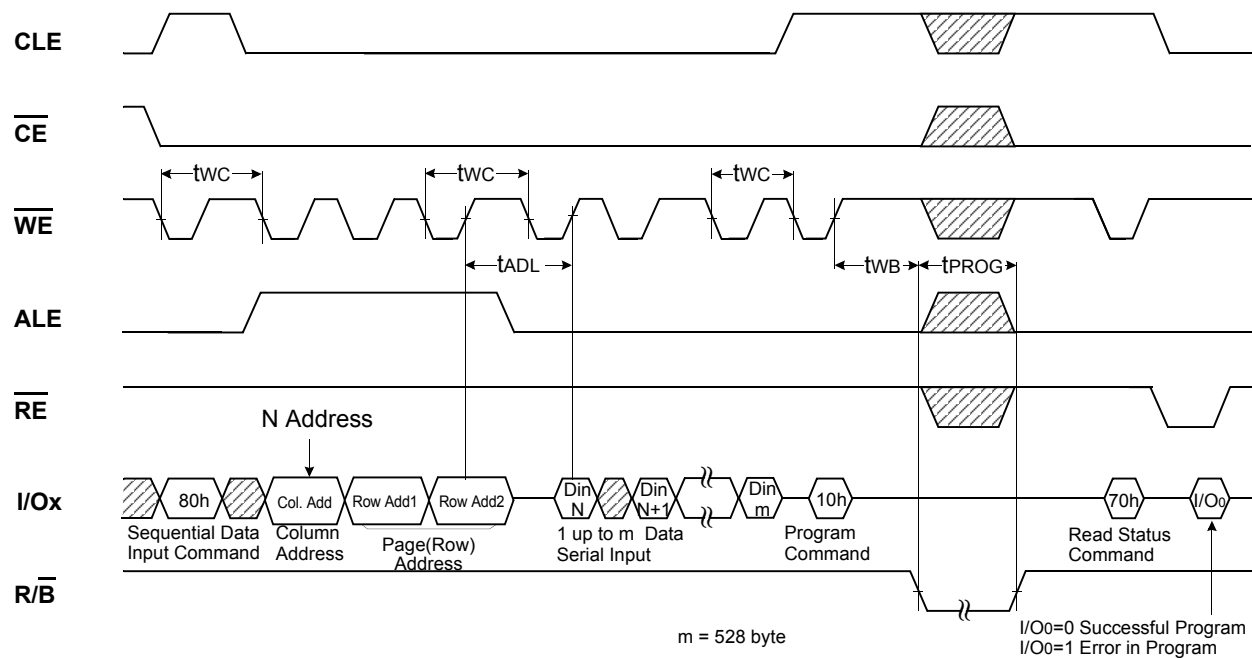 CLE
CE
tWC tWC tWC
WE
tADL tWB tPROG
ALE
RE
N Address
I/Ox 80h Col. Add Row Add1 Row Add2 Din N Din N+1 Din m 10h 70h I/O0
Sequential Data Input Command
Column Address
Page(Row) Address
1 up to m Data Serial Input
Program Command
Read Status Command
R/B
m = 528 byte
I/O0=0 Successful Program
I/O0=1 Error in Program